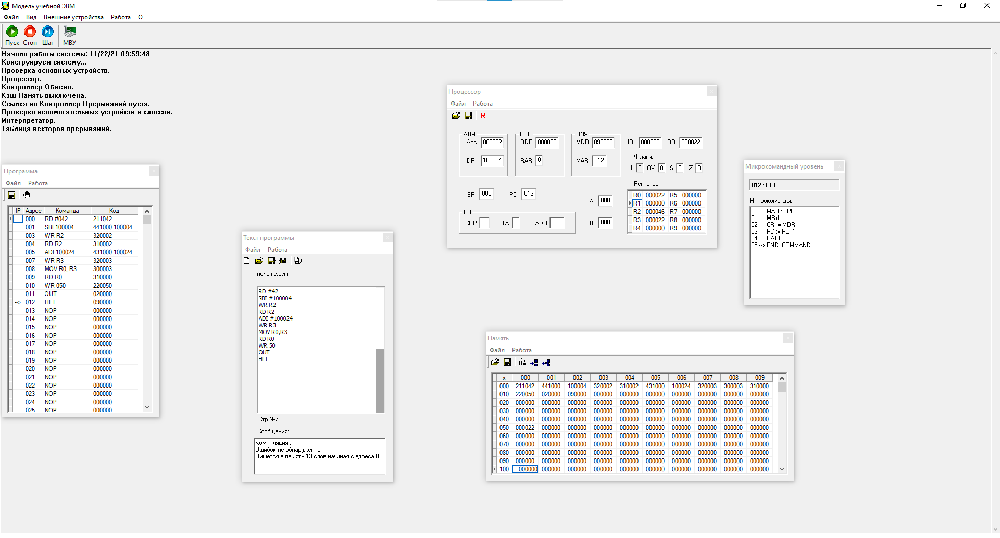 Модель учебной ЭВМ
Файл Вид Внешние устройства Работа О
Пуск Стоп Шаг МВУ
Начало работы системы: 11/22/21 09:59:48
Конструируем систему...
Проверка основных устройств.
Процессор.
Контроллер Обмена.
Кэш Память выключена.
Ссылка на Контроллер Прерываний пуста.
Проверка вспомогательных устройств и классов.
Интерпретатор.
Таблица векторов прерываний.
Программа
Файл Работа
IP Адрес Команда Код
000 RD #042 211042
001 SBI 100004 441000 100004
003 WR R2 320002
004 RD R2 310002
005 ADI 100024 431000 100024
007 WR R3 320003
008 MOV R0, R3 300003
009 RD R0 310000
010 WR 050 220050
011 OUT 020000
--> 012 HLT 090000
013 NOP 000000
014 NOP 000000
015 NOP 000000
016 NOP 000000
017 NOP 000000
018 NOP 000000
019 NOP 000000
020 NOP 000000
021 NOP 000000
022 NOP 000000
023 NOP 000000
024 NOP 000000
025 NOP 000000
Текст программы
Файл Работа
noname.asm
RD #42
SBI #100004
WR R2
RD R2
ADI #100024
WR R3
MOV R0,R3
RD R0
WR 50
OUT
HLT
Стр №7
Сообщения:
Компиляция...
Ошибок не обнаруженно.
Пишется в память 13 слов начиная с адреса 0
Процессор
Файл Работа
R
АЛУ РОН ОЗУ
Acc 000022 RDR 000022 MDR 090000 IR 000000 OR 000022
DR 100024 RAR 0 MAR 012
Флаги:
I 0 OV 0 S 0 Z 0
SP 000 PC 013 RA 000
CR
COP 09 TA 0 ADR 000 RB 000
Регистры:
R0 000022 R5 000000
R1 000000 R6 000000
R2 000046 R7 000000
R3 000022 R8 000000
R4 000000 R9 000000
Микрокомандный уровень
012 : HLT
Микрокоманды:
00 MAR := PC
01 MRd
02 CR := MDR
03 PC := PC+1
04 HALT
05 --> END_COMMAND
Память
Файл Работа
Go
x 000 001 002 003 004 005 006 007 008 009
000 211042 441000 100004 320002 310002 431000 100024 320003 300003 310000
010 220050 020000 090000 000000 000000 000000 000000 000000 000000 000000
020 000000 000000 000000 000000 000000 000000 000000 000000 000000 000000
030 000000 000000 000000 000000 000000 000000 000000 000000 000000 000000
040 000000 000000 000000 000000 000000 000000 000000 000000 000000 000000
050 000022 000000 000000 000000 000000 000000 000000 000000 000000 000000
060 000000 000000 000000 000000 000000 000000 000000 000000 000000 000000
070 000000 000000 000000 000000 000000 000000 000000 000000 000000 000000
080 000000 000000 000000 000000 000000 000000 000000 000000 000000 000000
090 000000 000000 000000 000000 000000 000000 000000 000000 000000 000000
100 000000 000000 000000 000000 000000 000000 000000 000000 000000 000000